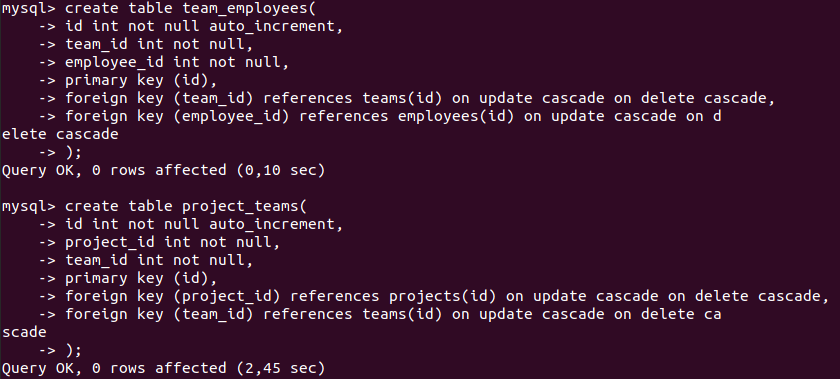 mysql> create table team_employees(
    -> id int not null auto_increment,
    -> team_id int not null,
    -> employee_id int not null,
    -> primary key (id),
    -> foreign key (team_id) references teams(id) on update cascade on delete cascade,
    -> foreign key (employee_id) references employees(id) on update cascade on d
elete cascade
    -> );
Query OK, 0 rows affected (0,10 sec)

mysql> create table project_teams(
    -> id int not null auto_increment,
    -> project_id int not null,
    -> team_id int not null,
    -> primary key (id),
    -> foreign key (project_id) references projects(id) on update cascade on delete cascade,
    -> foreign key (team_id) references teams(id) on update cascade on delete ca
scade
    -> );
Query OK, 0 rows affected (2,45 sec)